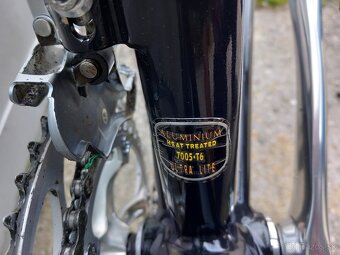 ALUMINIUM
HEAT TREATED
7005-T6
ULTRA LITE